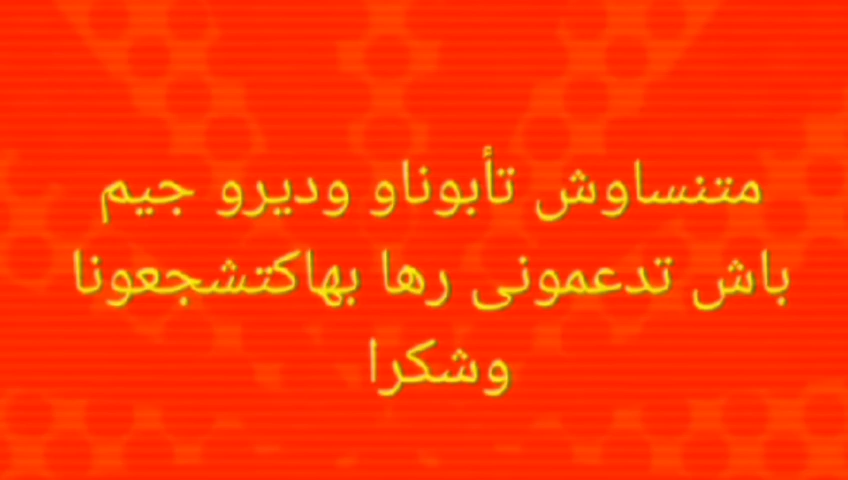 متنساوش تأبوناو وديرو جيم
باش تدعمونى رها بهاكتشجعونا
وشكرا